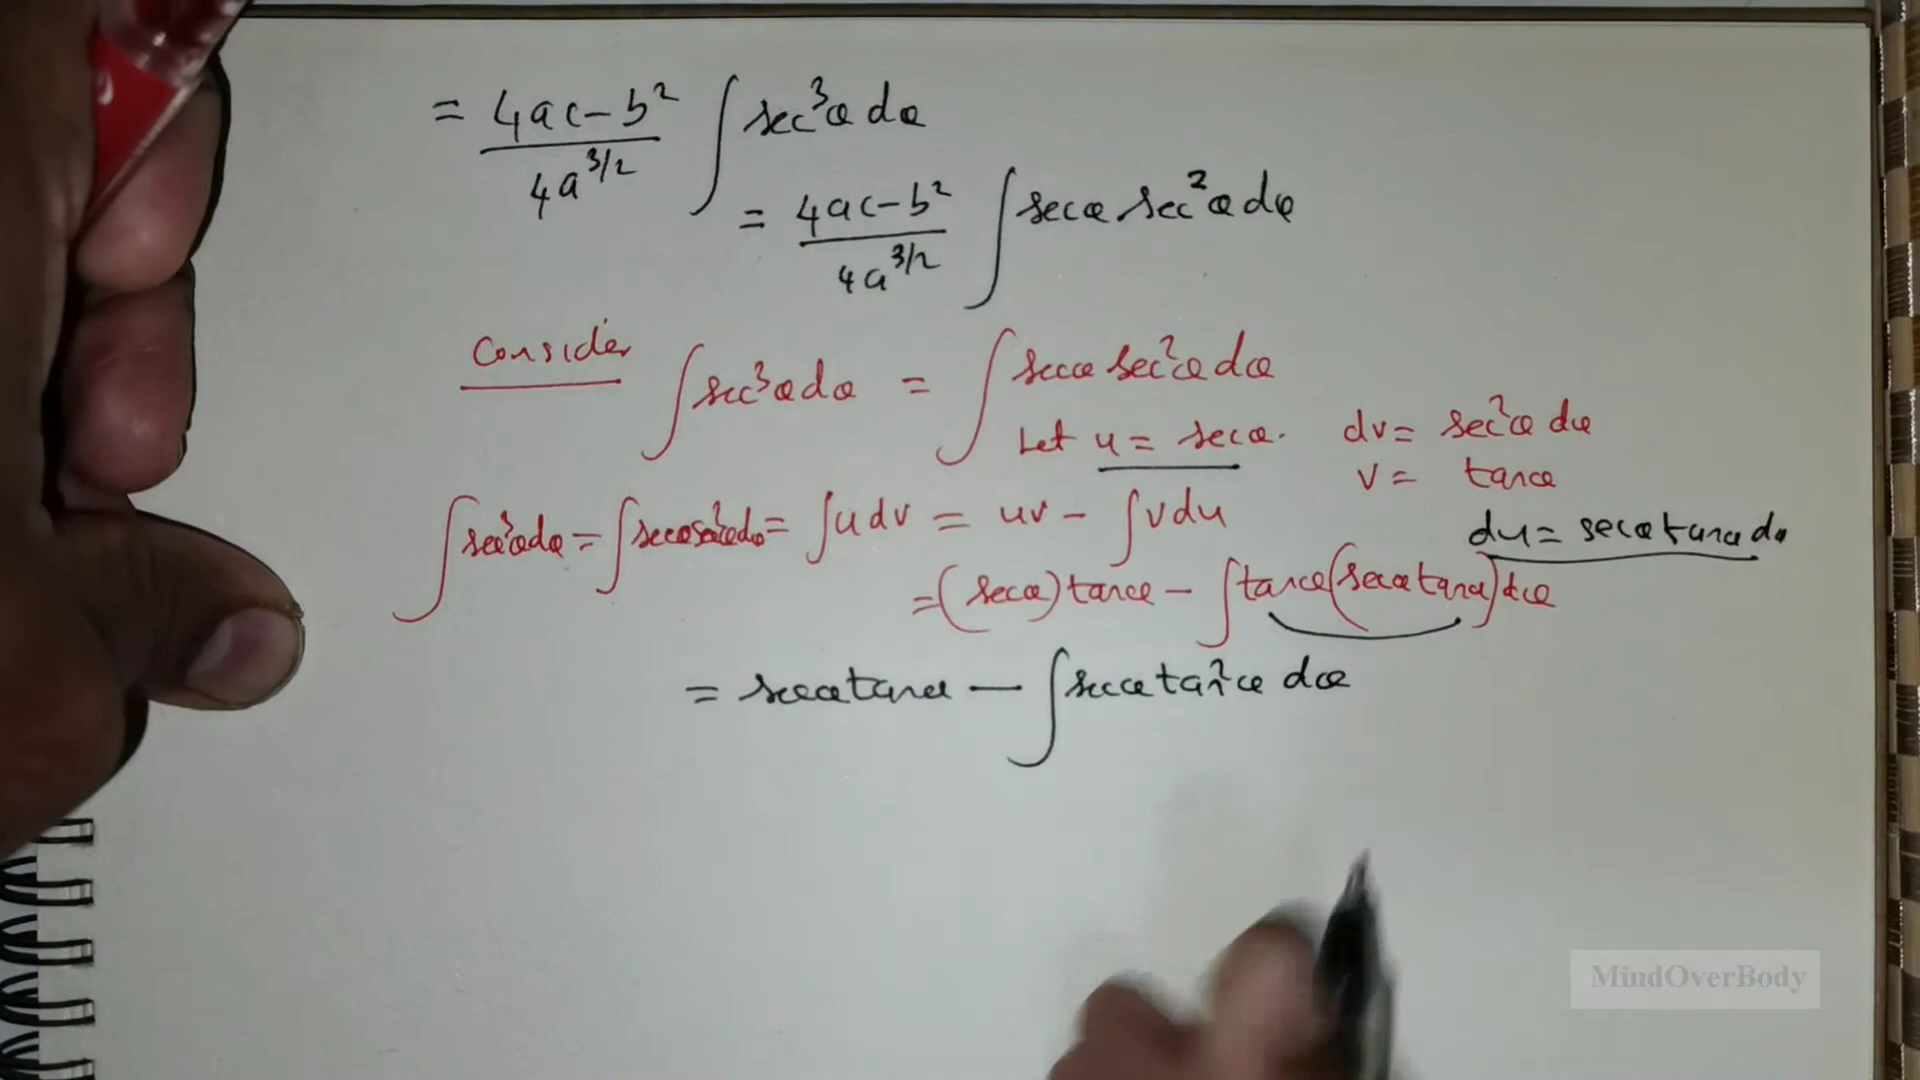 = (4ac-b²)/(4a^(3/2)) ∫ sec³θ dθ
= (4ac-b²)/(4a^(3/2)) ∫ secθ sec²θ dθ
Consider ∫ sec³θ dθ = ∫ secθ sec²θ dθ
Let u = secθ. dv = sec²θ dθ
v = tanθ
∫ sec³θ dθ = ∫ secθ sec²θ dθ = ∫ u dv = uv - ∫ v du
du = secθ tanθ dθ
= (secθ) tanθ - ∫ tanθ (secθ tanθ) dθ
= secθ tanθ - ∫ secθ tan²θ dθ
MindOverBody